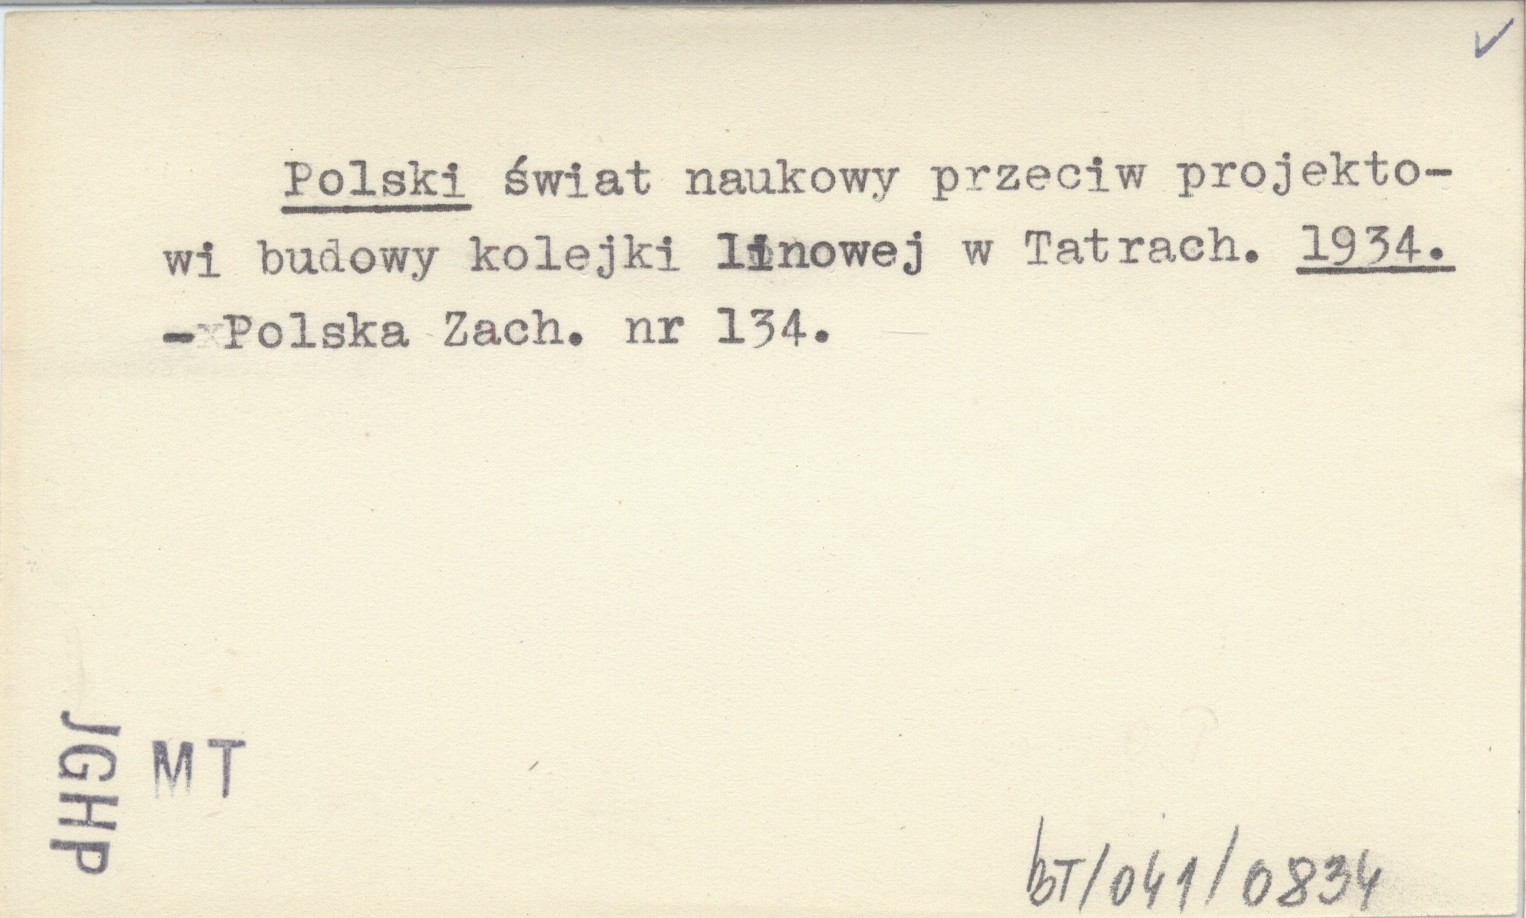 Polski świat naukowy przeciw projekto-
wi budowy kolejki linowej w Tatrach. 1934.
- Polska Zach. nr 134.
JGHP
MT
bT/041/0834